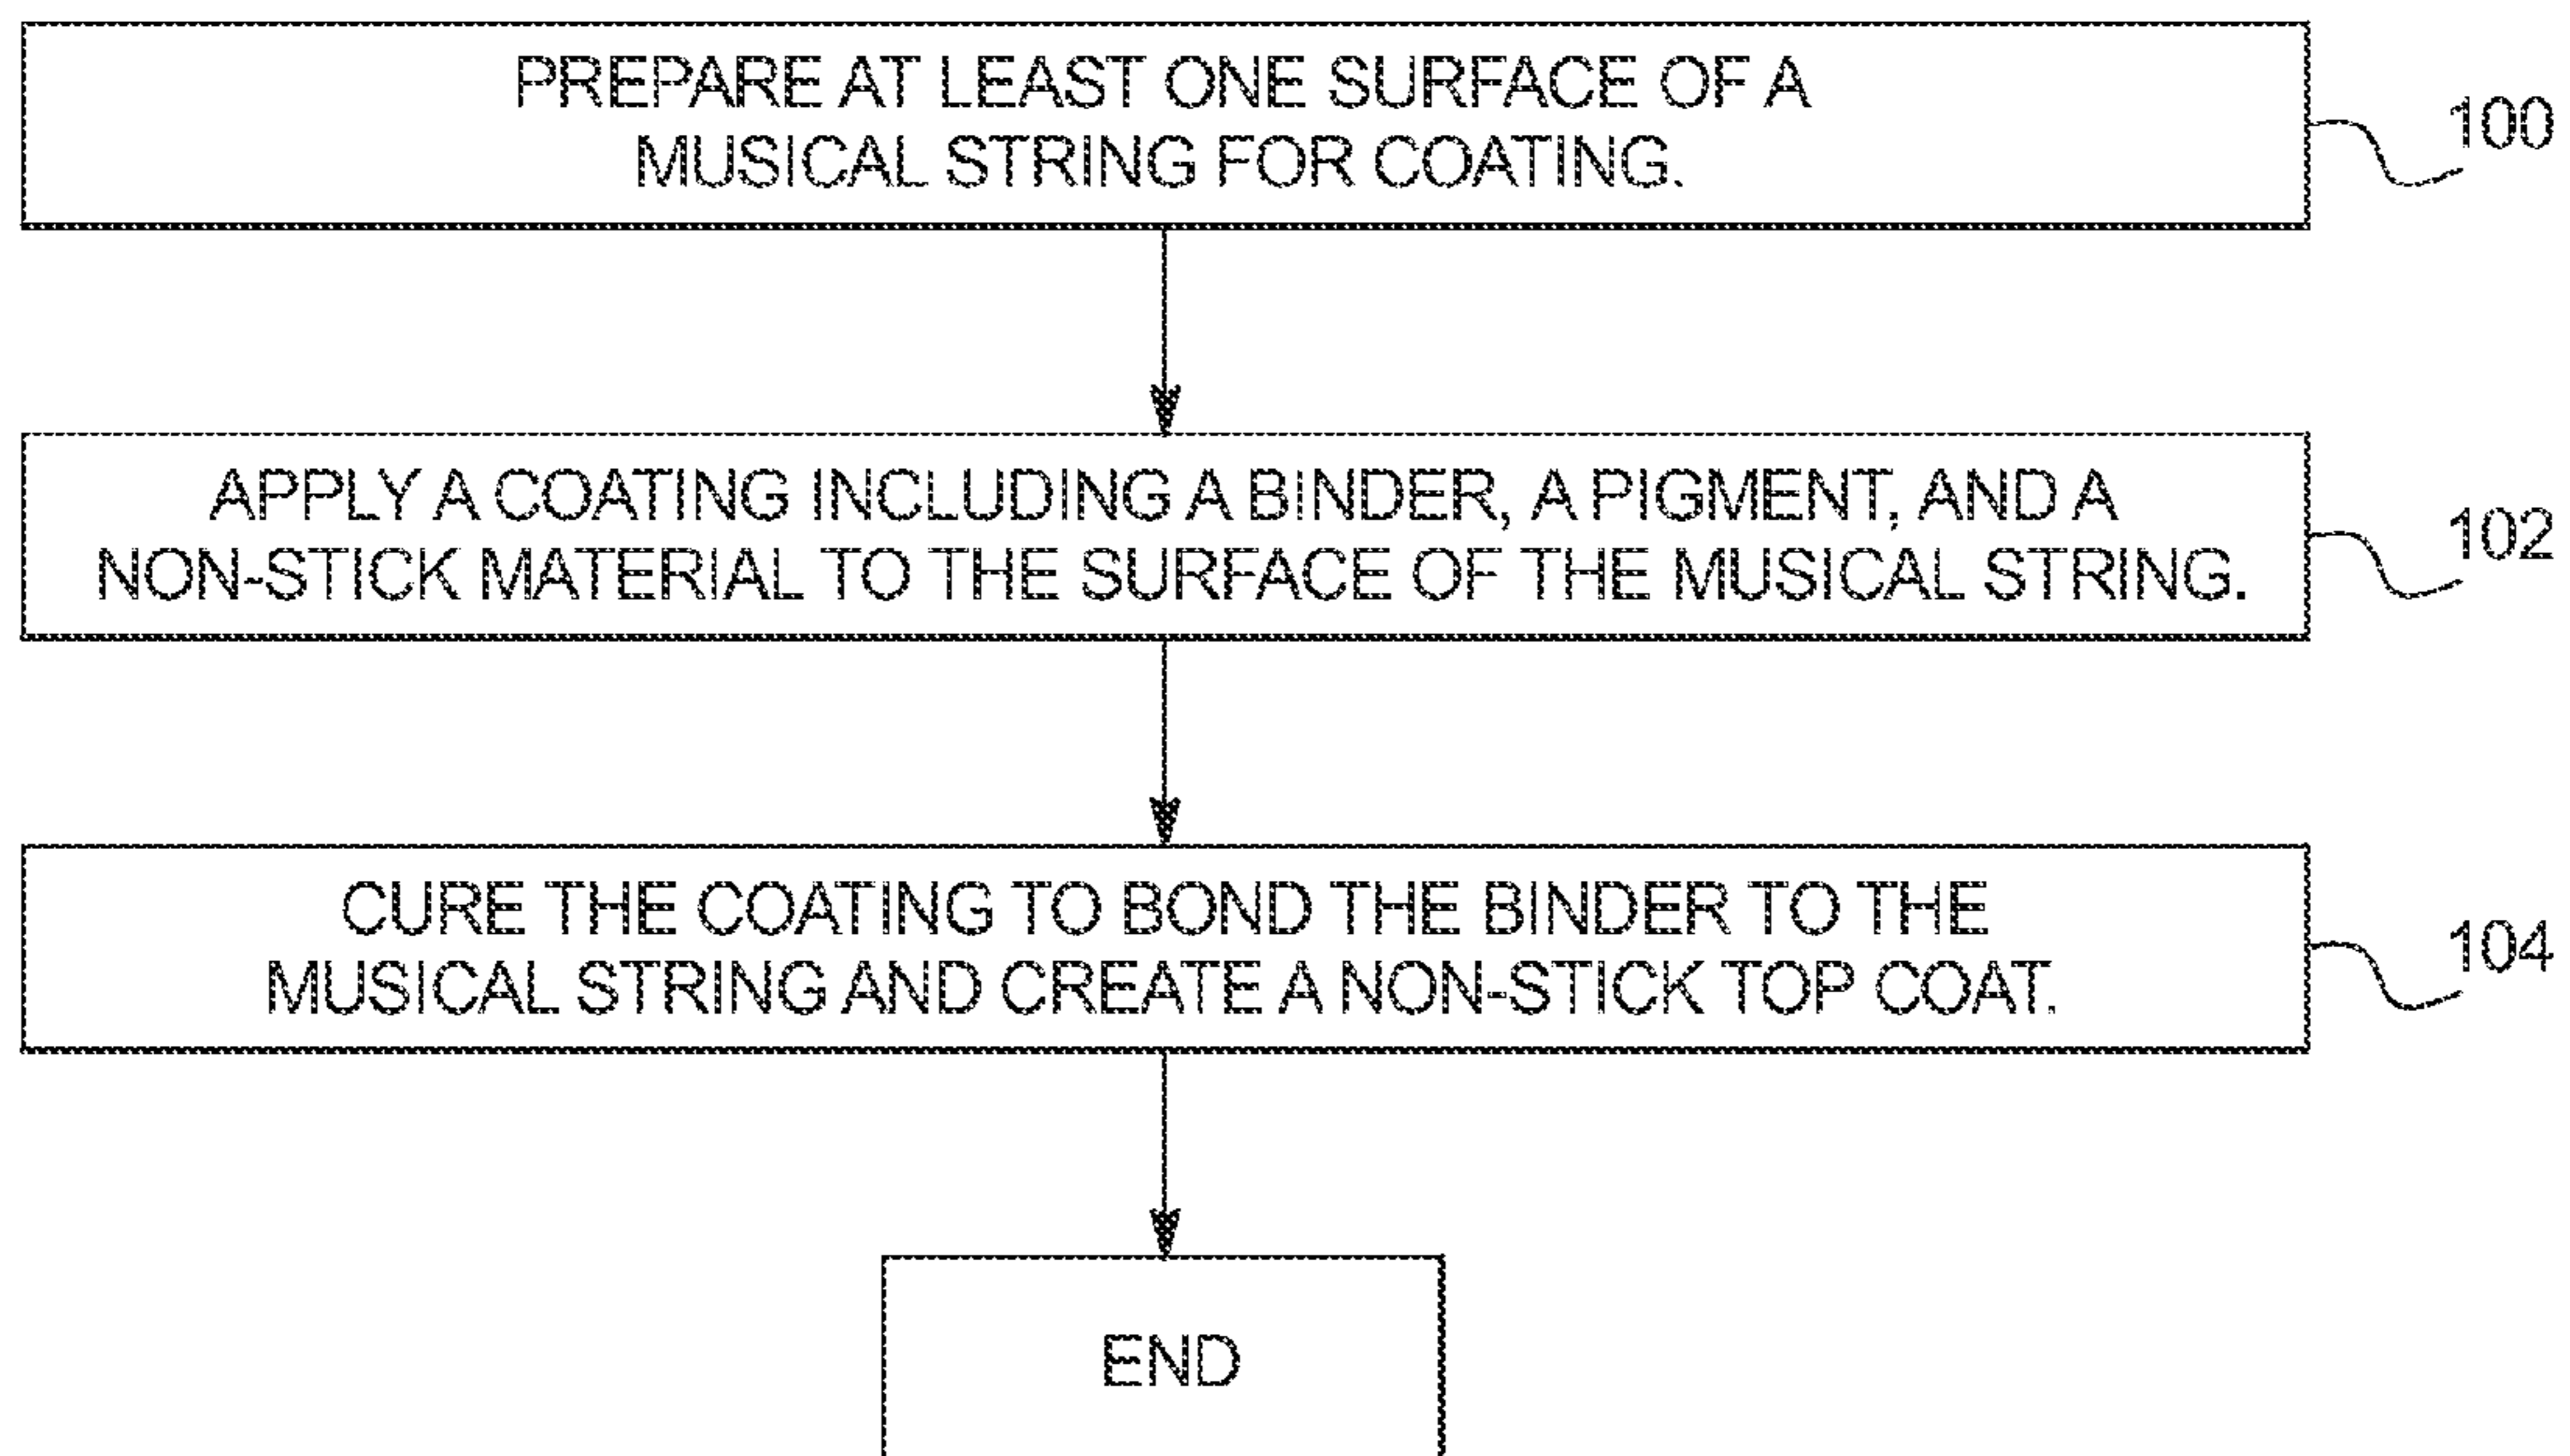 PREPARE AT LEAST ONE SURFACE OF A
MUSICAL STRING FOR COATING.
100
APPLY A COATING INCLUDING A BINDER, A PIGMENT, AND A
NON-STICK MATERIAL TO THE SURFACE OF THE MUSICAL STRING.
102
CURE THE COATING TO BOND THE BINDER TO THE
MUSICAL STRING AND CREATE A NON-STICK TOP COAT.
104
END